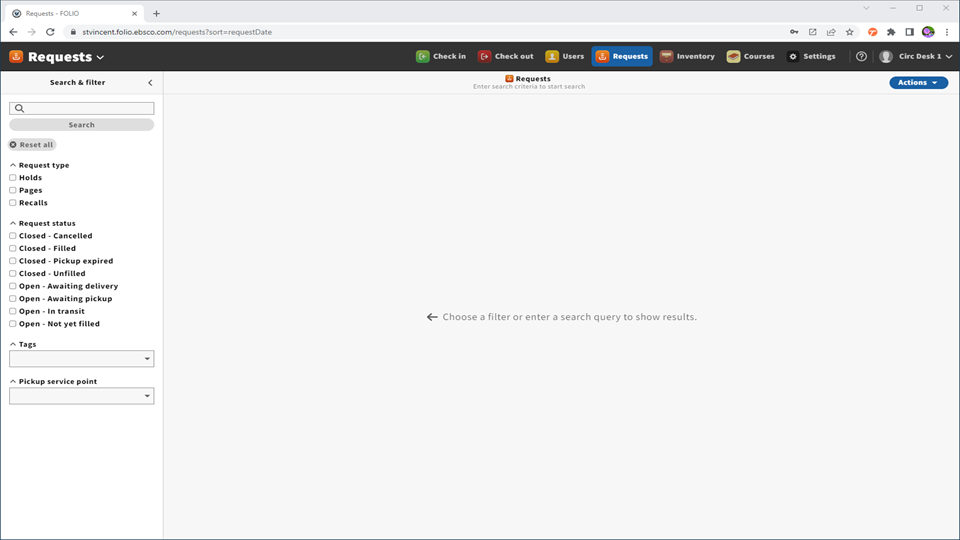 Requests - FOLIO
stvincent.folio.ebsco.com/requests?sort=requestDate
Requests
Check in
Check out
Users
Requests
Inventory
Courses
Settings
Circ Desk 1
Search & filter
Requests
Enter search criteria to start search
Actions
Search
Reset all
Request type
Holds
Pages
Recalls
Request status
Closed - Cancelled
Closed - Filled
Closed - Pickup expired
Closed - Unfilled
Open - Awaiting delivery
Open - Awaiting pickup
Open - In transit
Open - Not yet filled
Choose a filter or enter a search query to show results.
Tags
Pickup service point